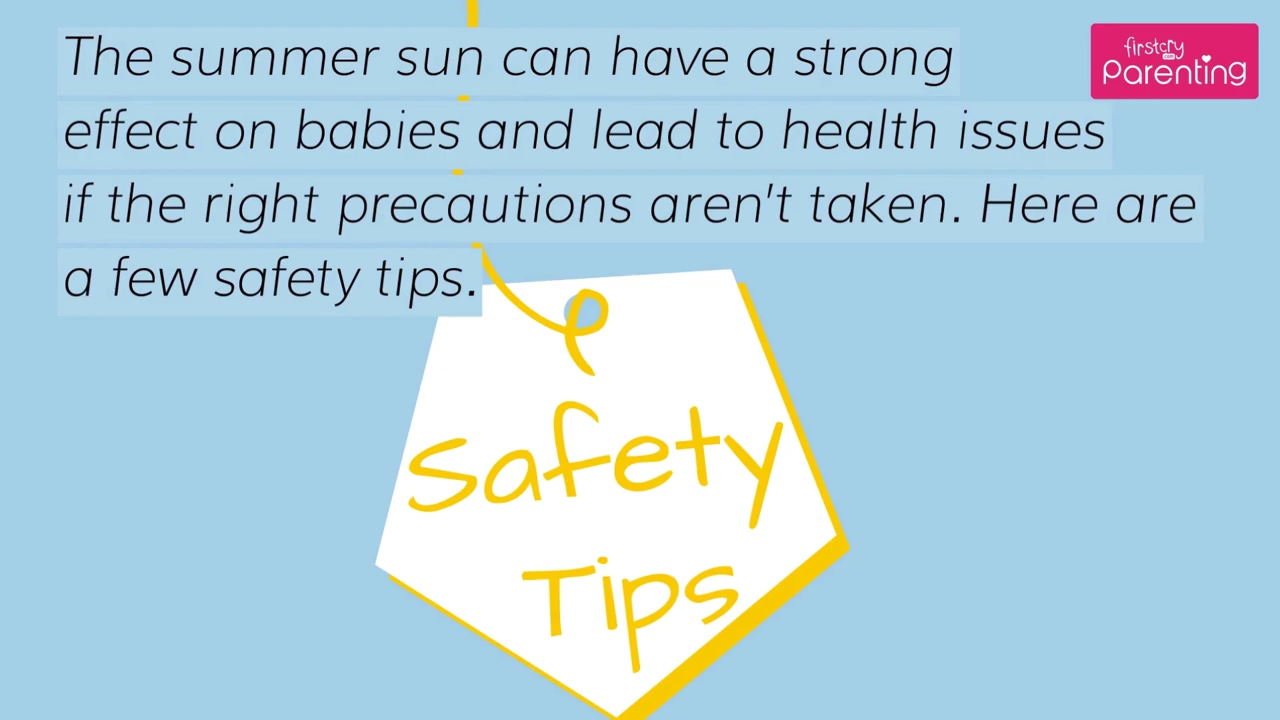 The summer sun can have a strong
effect on babies and lead to health issues
if the right precautions aren't taken. Here are
a few safety tips.
firstcry
.com
Parenting
Safety
Tips